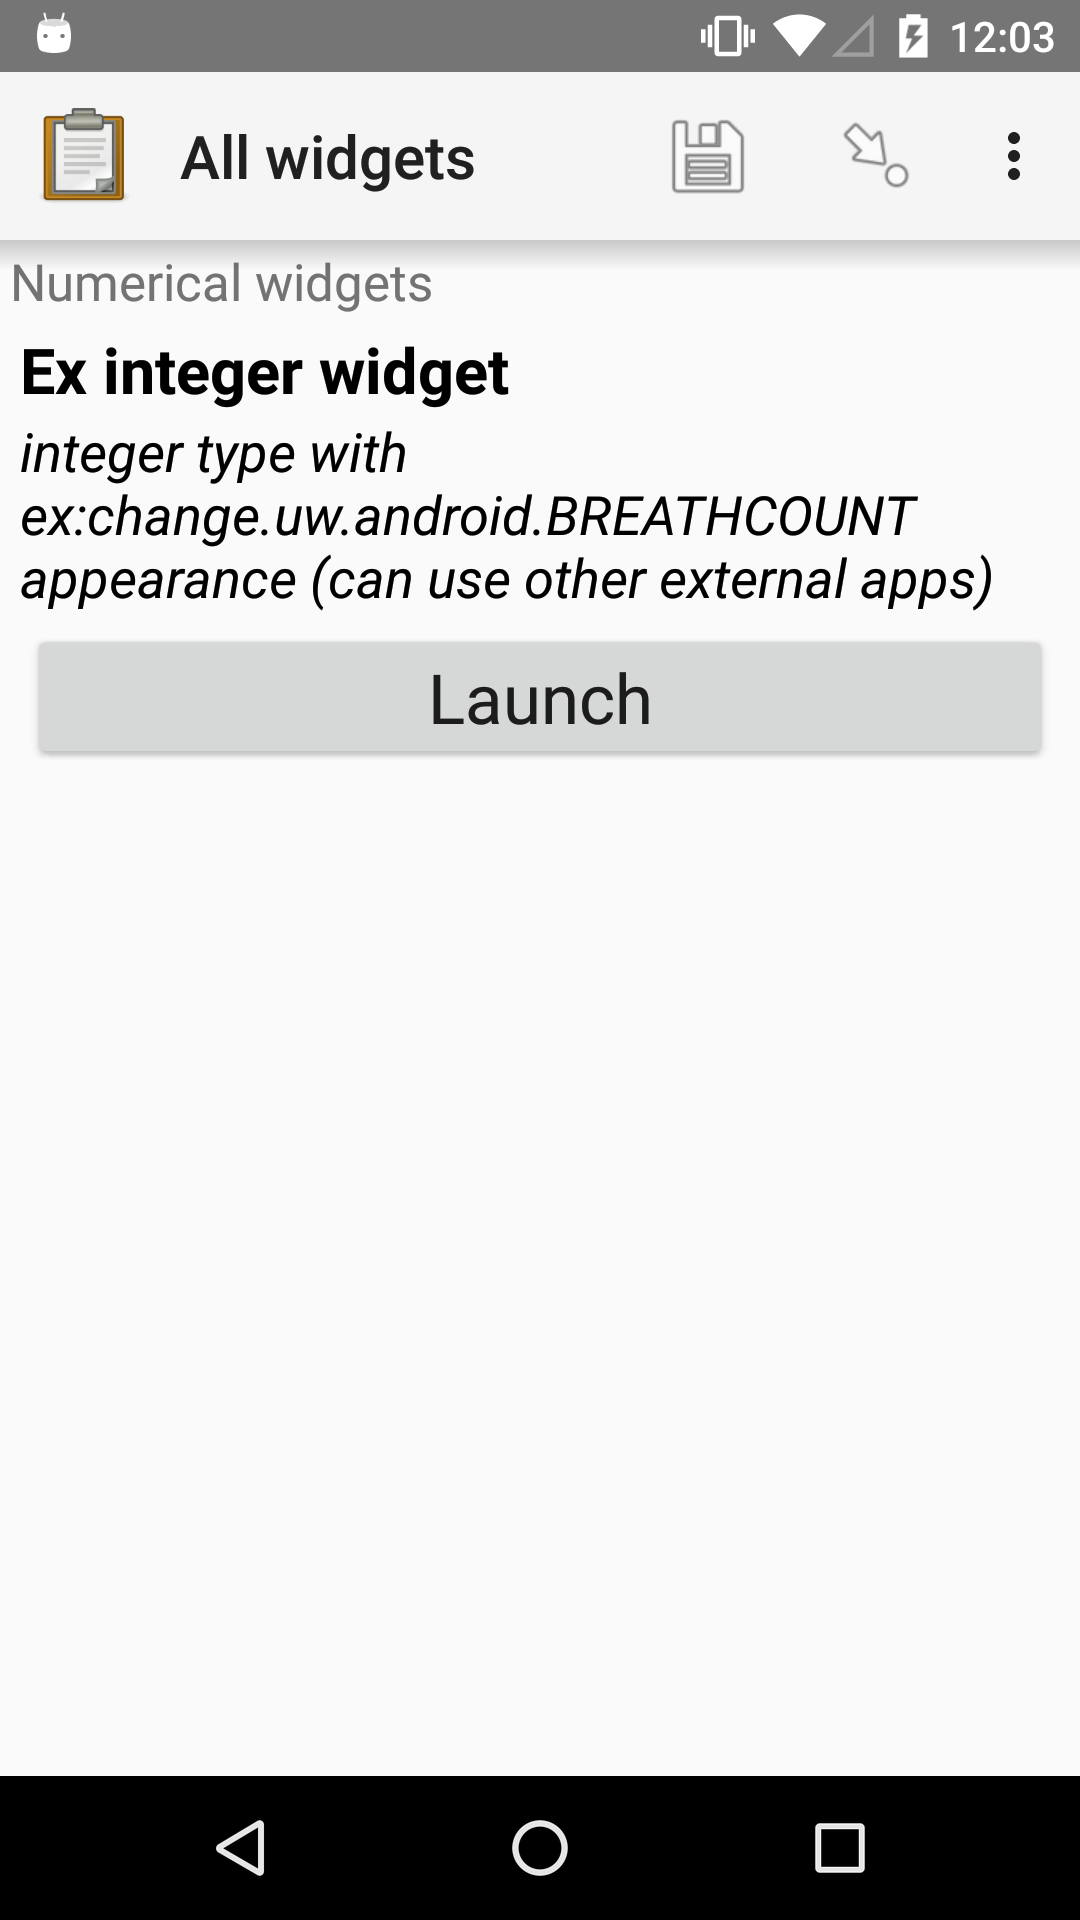 12:03
All widgets
Numerical widgets
Ex integer widget
integer type with
ex:change.uw.android.BREATHCOUNT
appearance (can use other external apps)
Launch